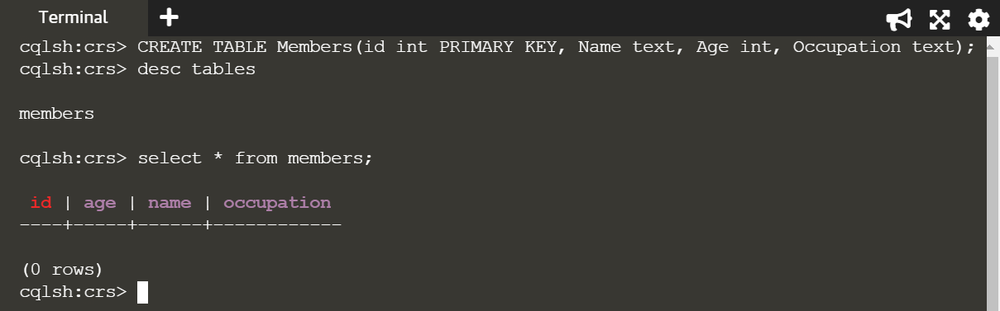 Terminal
cqlsh:crs> CREATE TABLE Members(id int PRIMARY KEY, Name text, Age int, Occupation text);
cqlsh:crs> desc tables
members
cqlsh:crs> select * from members;
id | age | name | occupation
----+-----+------+------------
(0 rows)
cqlsh:crs>